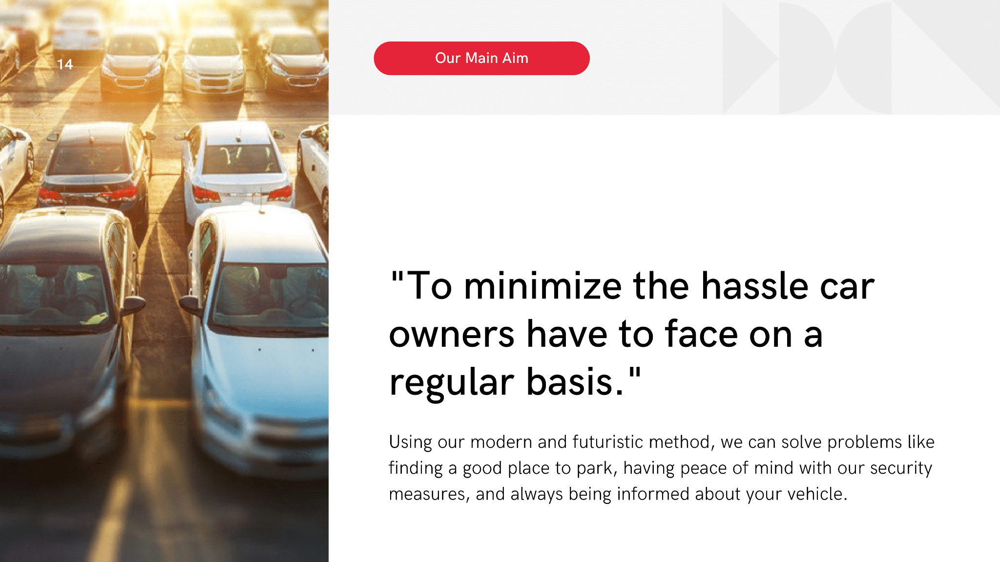 14
Our Main Aim
"To minimize the hassle car
owners have to face on a
regular basis."
Using our modern and futuristic method, we can solve problems like
finding a good place to park, having peace of mind with our security
measures, and always being informed about your vehicle.